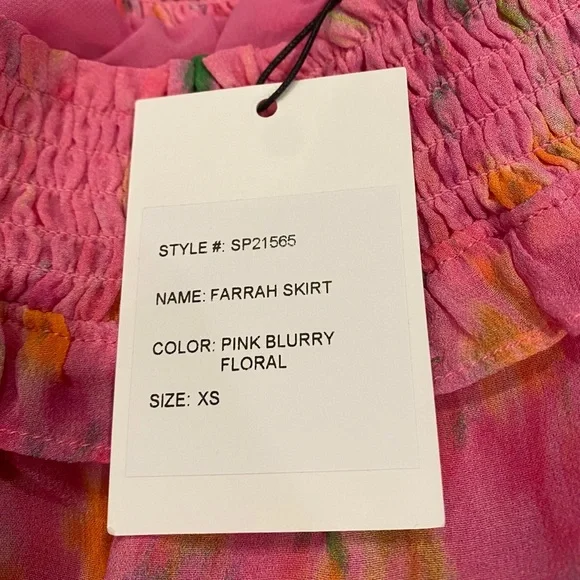 STYLE #: SP21565
NAME: FARRAH SKIRT
COLOR: PINK BLURRY
FLORAL
SIZE: XS